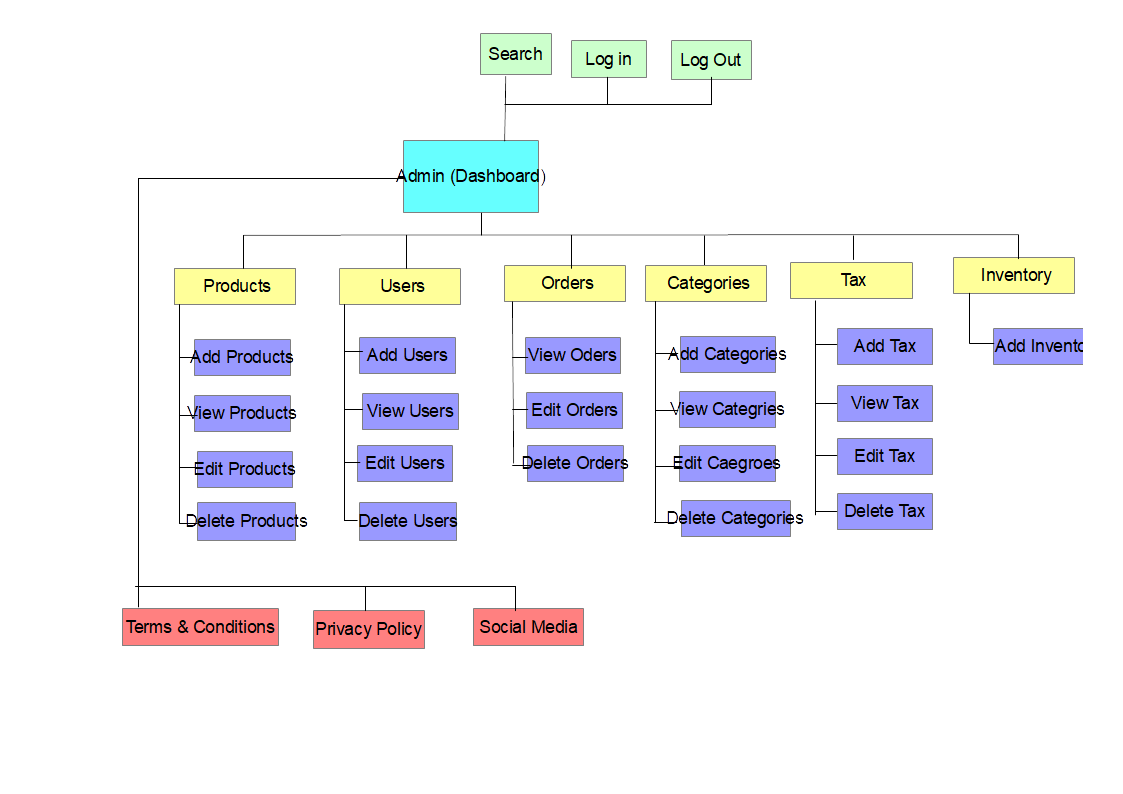 Search
Log in
Log Out
Admin (Dashboard)
Products
Users
Orders
Categories
Tax
Inventory
Add Products
View Products
Edit Products
Delete Products
Add Users
View Users
Edit Users
Delete Users
View Oders
Edit Orders
Delete Orders
Add Categories
View Categries
Edit Caegroes
Delete Categories
Add Tax
View Tax
Edit Tax
Delete Tax
Add Invento
Terms & Conditions
Privacy Policy
Social Media